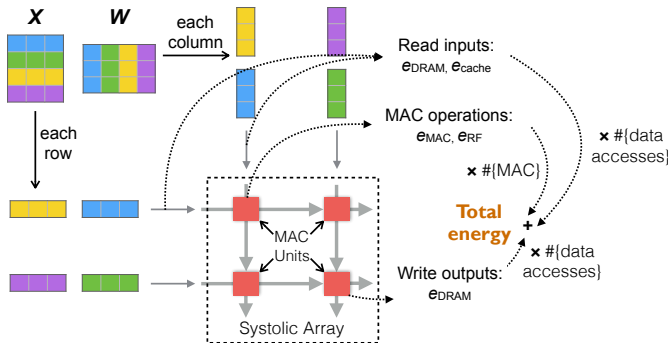 X
W
each
column
each
row
Read inputs:
eDRAM, ecache
MAC operations:
eMAC, eRF
× #{data
accesses}
× #{MAC}
Total
energy
+
× #{data
accesses}
MAC
Units
Write outputs:
eDRAM
Systolic Array